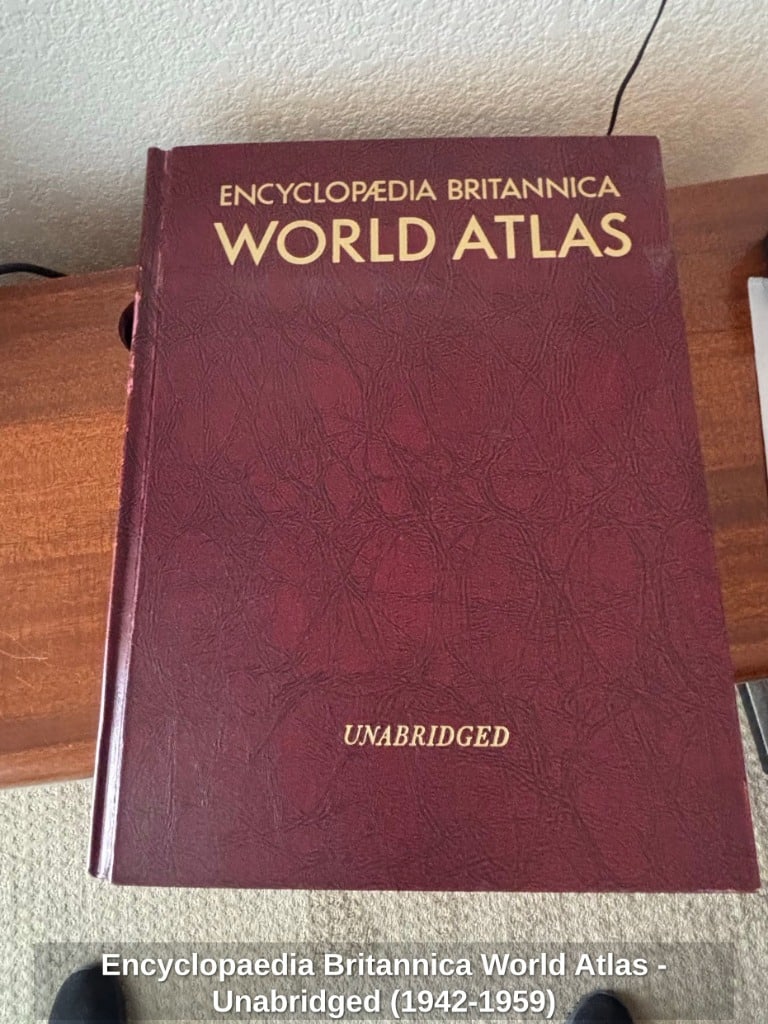 ENCYCLOPÆDIA BRITANNICA
WORLD ATLAS
UNABRIDGED
Encyclopaedia Britannica World Atlas -
Unabridged (1942-1959)